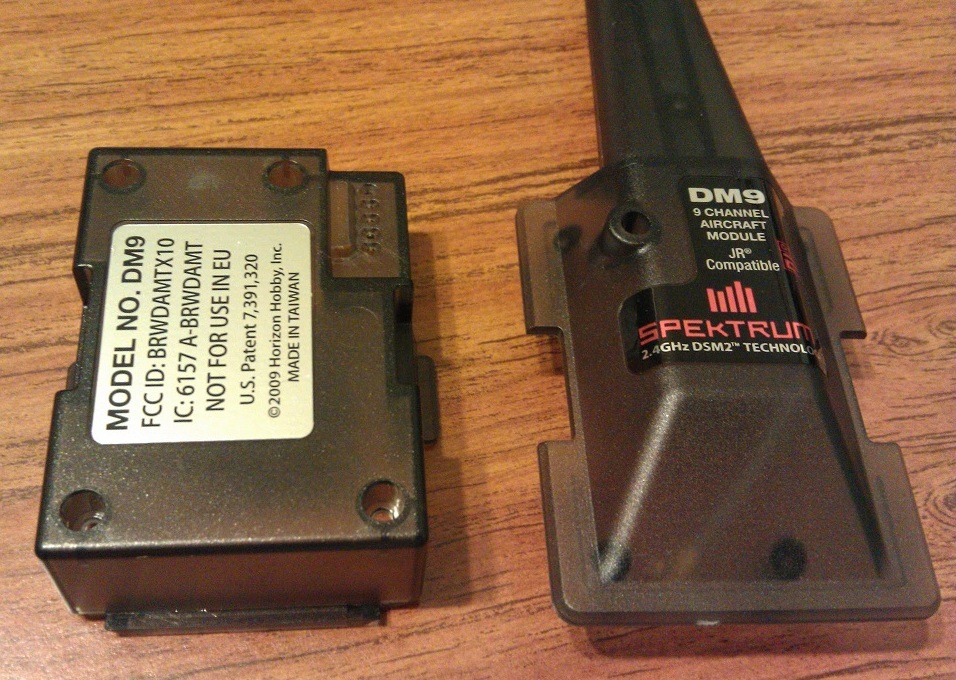 MODEL NO. DM9
FCC ID: BRWDAMTX10
IC: 6157 A-BRWDAMT
NOT FOR USE IN EU
U.S. Patent 7,391,320
©2009 Horizon Hobby, Inc.
MADE IN TAIWAN
DM9
9 CHANNEL
AIRCRAFT
MODULE
JR®
Compatible
SPEKTRUM
2.4GHz DSM2™ TECHNOLO